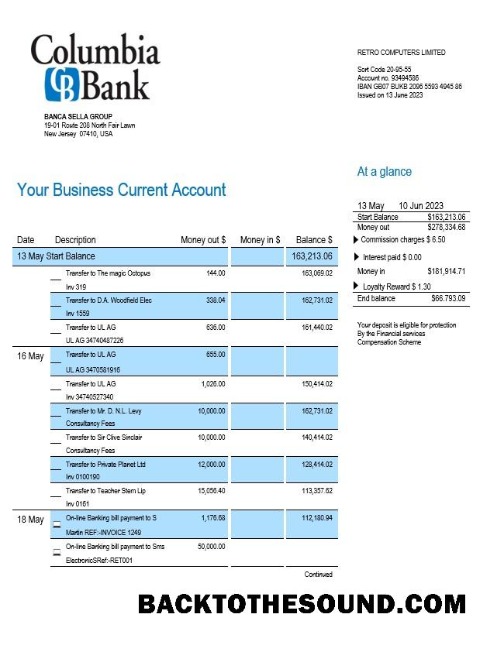 Columbia
Bank
RETRO COMPUTERS LIMITED
Sort Code 20-95-55
Account no. 93494586
IBAN GB07 BUKB 2095 5593 4945 86
Issued on 13 June 2023
BANCA SELLA GROUP
19-01 Route 208 North Fair Lawn
New Jersey 07410, USA
At a glance
Your Business Current Account
13 May 10 Jun 2023
Start Balance $163,213.06
Money out $278,334.68
Commission charges $ 6.50
Interest paid $ 0.00
Money in $181,914.71
Loyalty Reward $ 1.30
End balance $66.793.09
Your deposit is eligible for protection
By the Financial services
Compensation Scheme
Date Description Money out $ Money in $ Balance $
13 May Start Balance 163,213.06
Transfer to The magic Octopus 144.00 163,069.02
Inv 319
Transfer to D.A. Woodfield Elec 338.04 162,731.02
Inv 1559
Transfer to UL AG 636.00 161,440.02
UL AG 34740487226
16 May Transfer to UL AG 655.00
UL AG 3470581916
Transfer to UL AG 1,026.00 150,414.02
Inv 34740527340
Transfer to Mr. D. N.L. Levy 10,000.00 162,731.02
Consultancy Fees
Transfer to Sir Clive Sinclair 10,000.00 140,414.02
Consultancy Fees
Transfer to Private Planet Ltd 12,000.00 128,414.02
Inv 0100190
Transfer to Teacher Stern Lip 15,056.40 113,357.62
Inv 0161
18 May On-line Banking bill payment to S 1,176.68 112,180.94
Martin REF:-INVOICE 1249
On-line Banking bill payment to Sms 50,000.00
ElectronicSRef:-RET001
Continued
BACKTOTHESOUND.COM